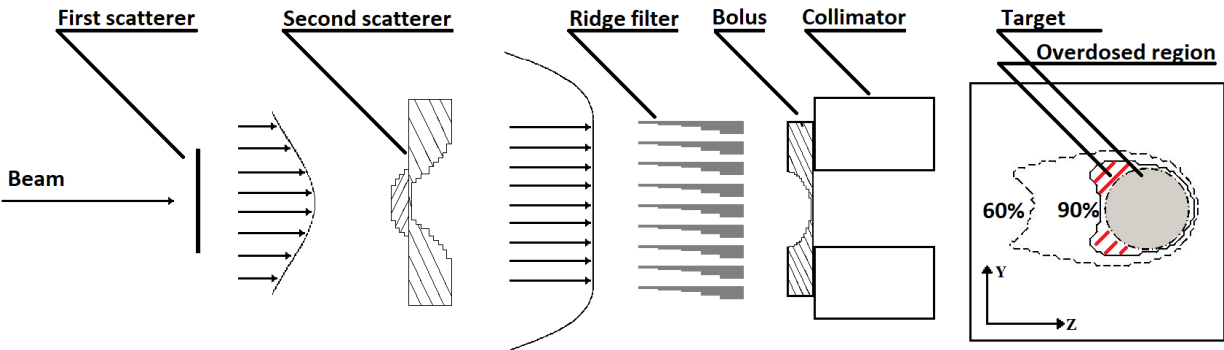 First scatterer
Second scatterer
Ridge filter
Bolus
Collimator
Target
Overdosed region
Beam
60%
90%
Y
Z